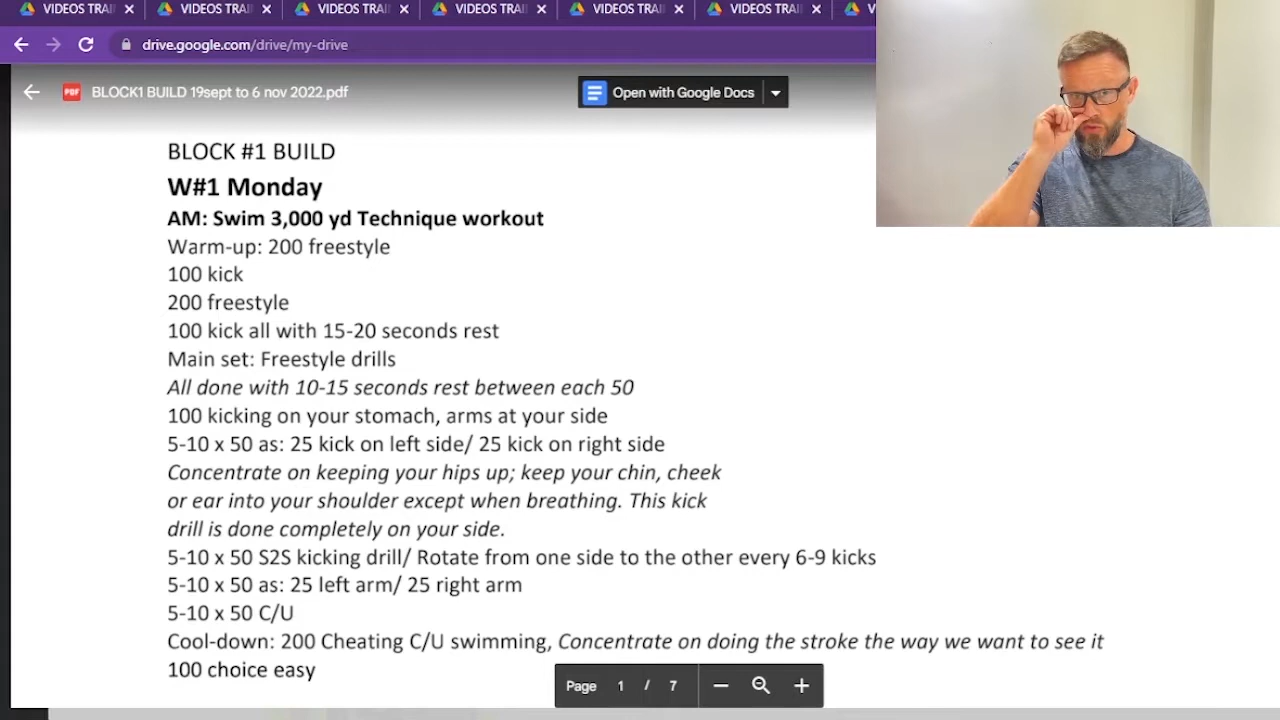 VIDEOS TRAI VIDEOS TRAI VIDEOS TRAI VIDEOS TRAI VIDEOS TRAI VIDEOS TRAI
drive.google.com/drive/my-drive
PDF BLOCK1 BUILD 19sept to 6 nov 2022.pdf Open with Google Docs
BLOCK #1 BUILD
W#1 Monday
AM: Swim 3,000 yd Technique workout
Warm-up: 200 freestyle
100 kick
200 freestyle
100 kick all with 15-20 seconds rest
Main set: Freestyle drills
All done with 10-15 seconds rest between each 50
100 kicking on your stomach, arms at your side
5-10 x 50 as: 25 kick on left side/ 25 kick on right side
Concentrate on keeping your hips up; keep your chin, cheek
or ear into your shoulder except when breathing. This kick
drill is done completely on your side.
5-10 x 50 S2S kicking drill/ Rotate from one side to the other every 6-9 kicks
5-10 x 50 as: 25 left arm/ 25 right arm
5-10 x 50 C/U
Cool-down: 200 Cheating C/U swimming, Concentrate on doing the stroke the way we want to see it
100 choice easy
Page 1 / 7